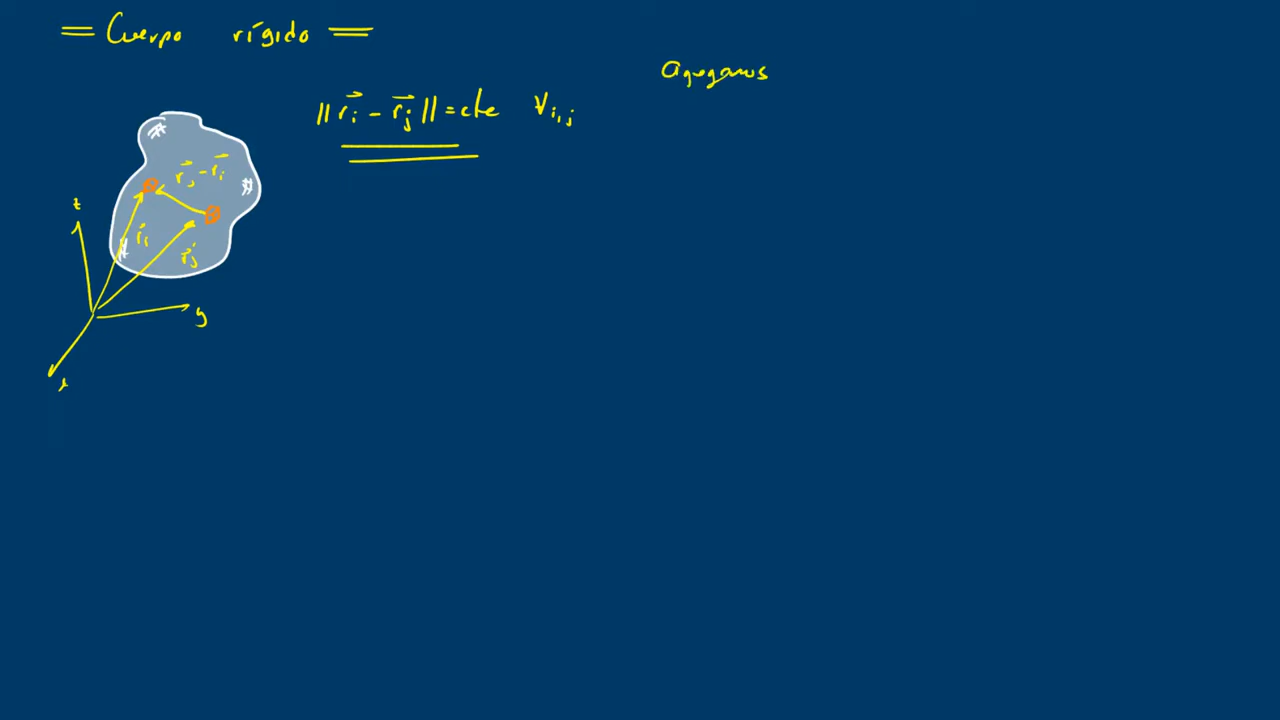 = Cuerpo rígido =
agregamos
‖r⃗ᵢ - r⃗ⱼ‖ = cte ∀i,j
r⃗ⱼ - r⃗ᵢ
z
r⃗ᵢ
r⃗ⱼ
y
x